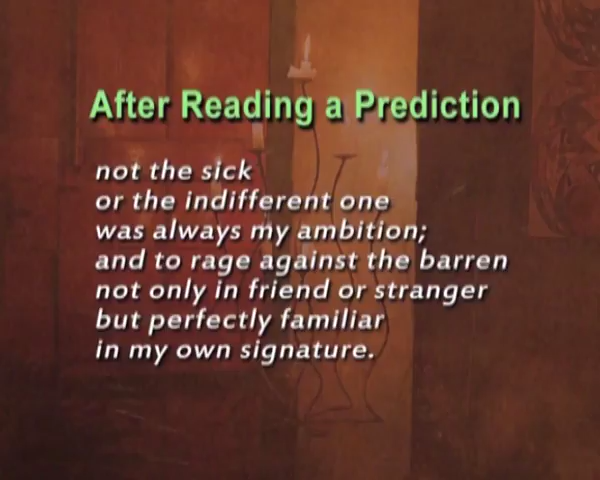 After Reading a Prediction
not the sick
or the indifferent one
was always my ambition;
and to rage against the barren
not only in friend or stranger
but perfectly familiar
in my own signature.